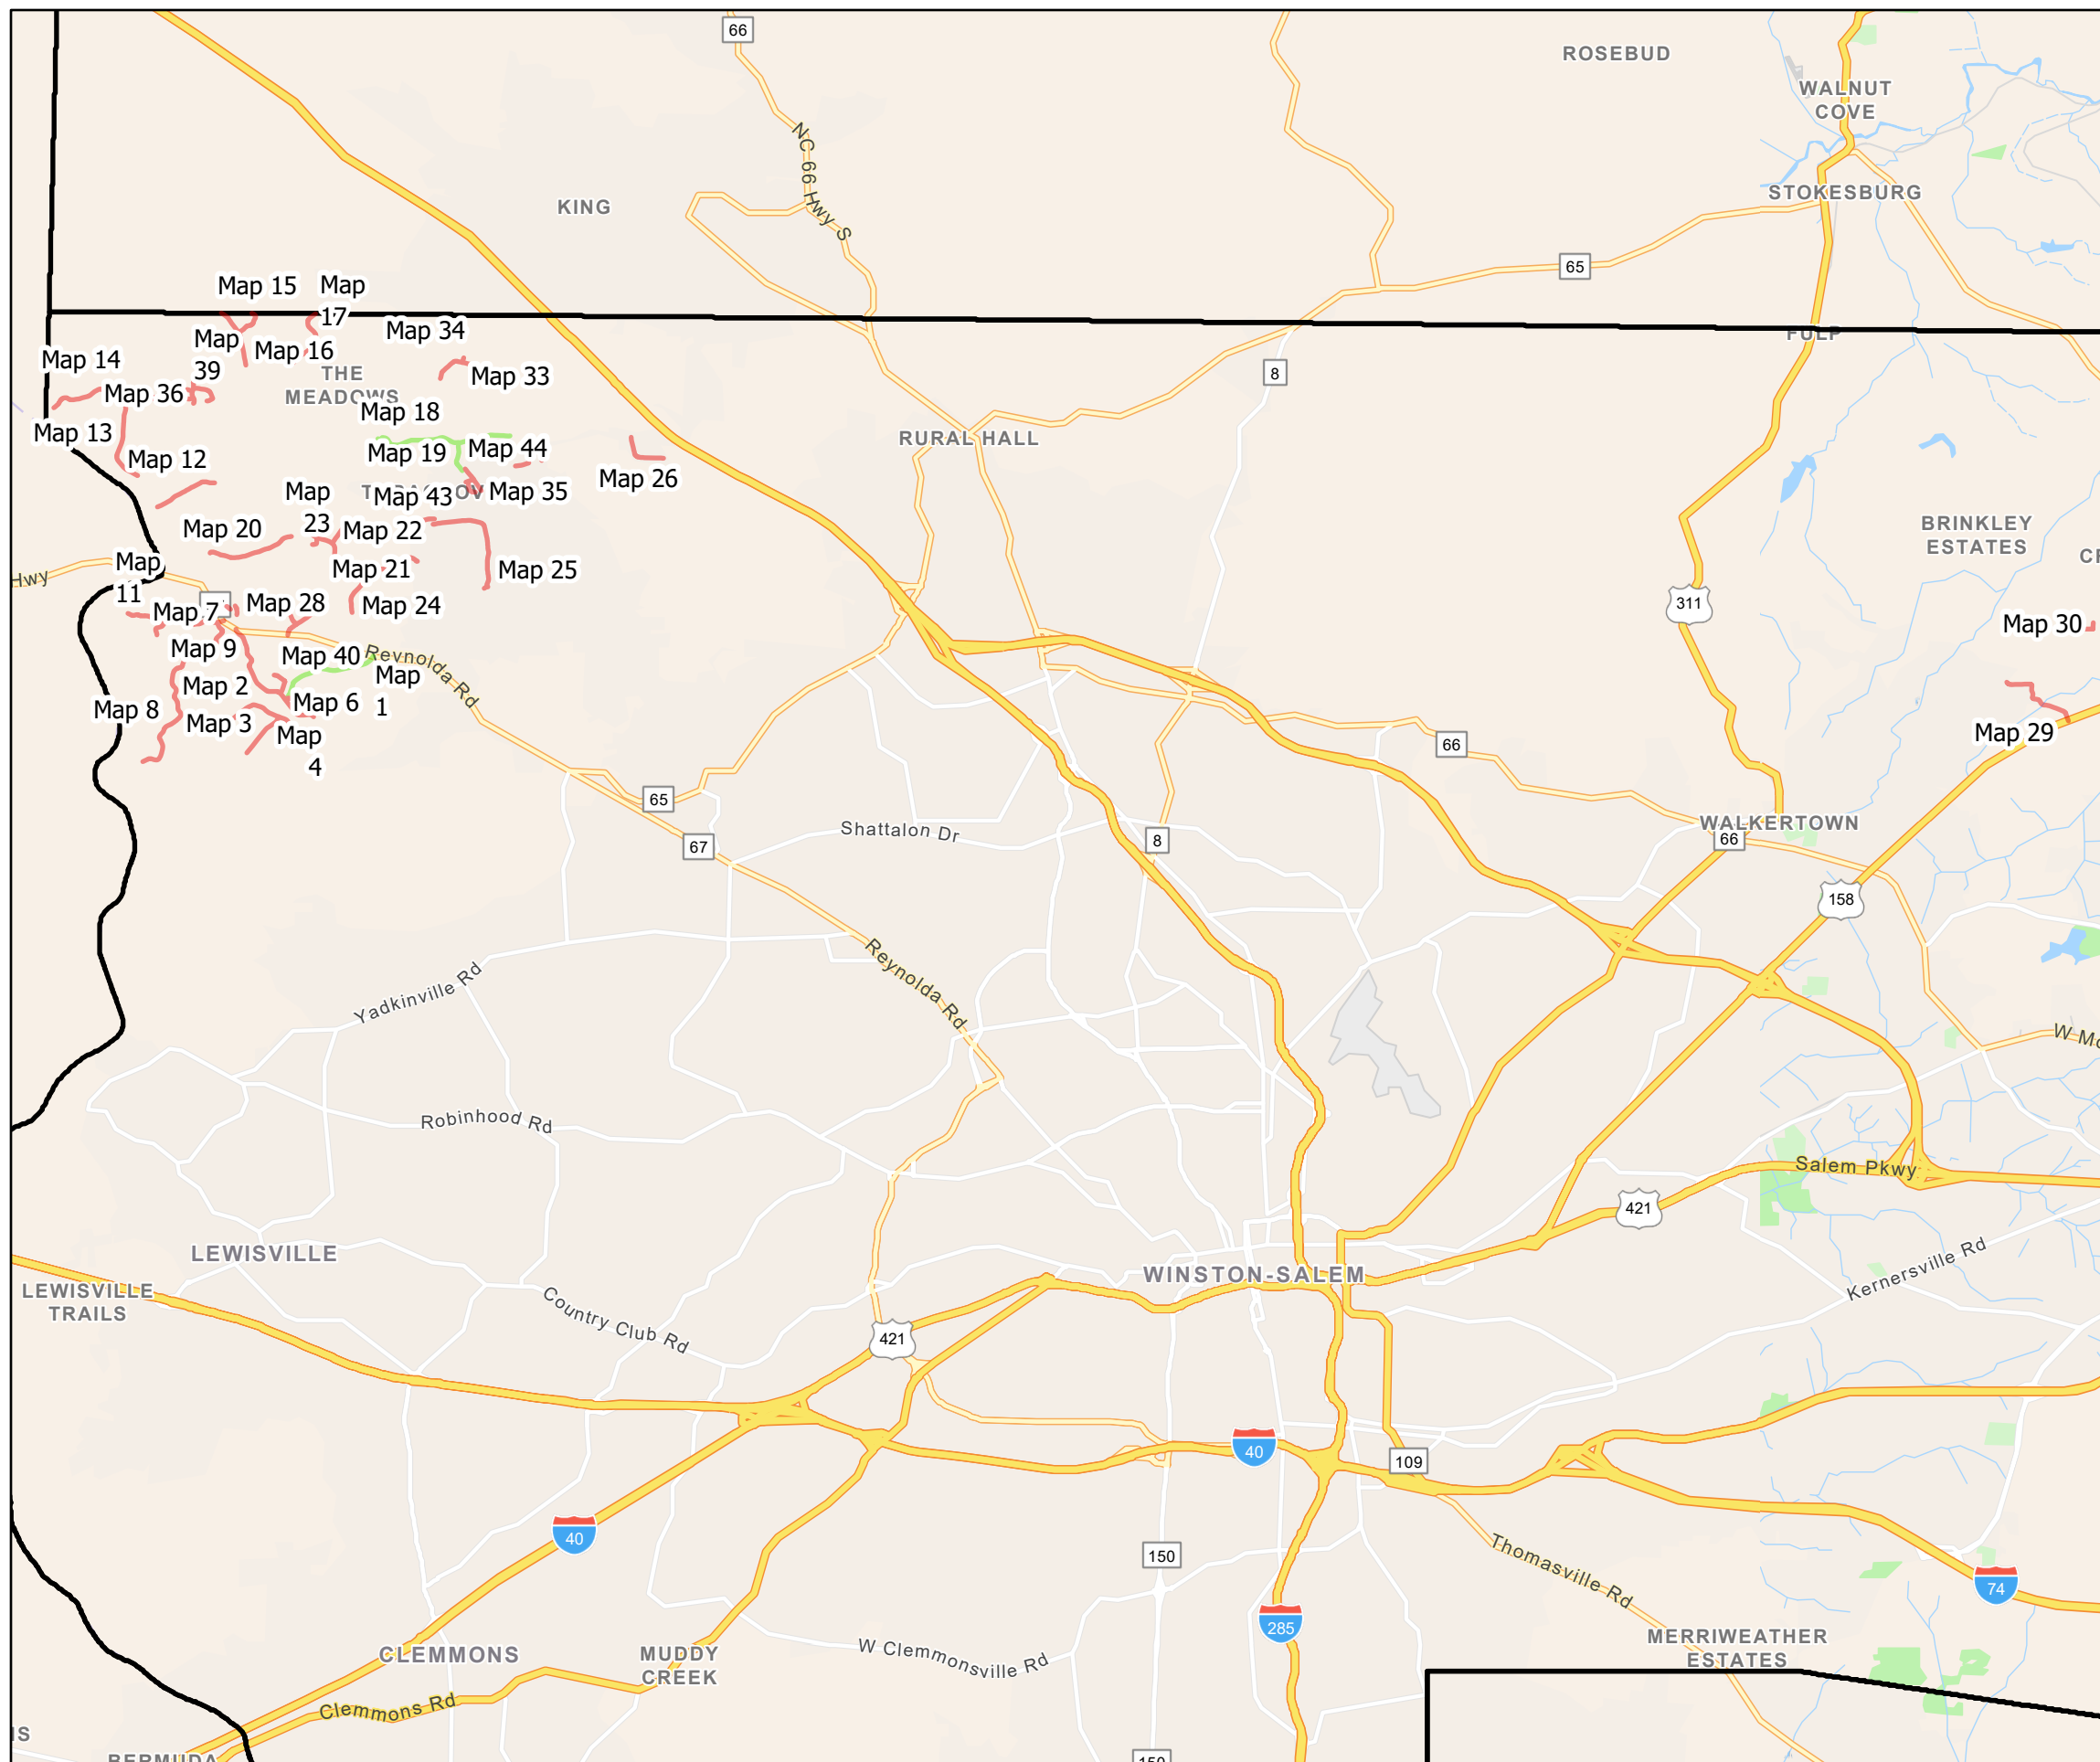 66
ROSEBUD
WALNUT
COVE
NC 66 Hwy S
KING
STOKESBURG
65
Map 15
Map
17
Map 34
Map
39
Map 16
FULP
Map 14
THE
MEADOWS
Map 33
8
Map 36
Map 18
Map 13
RURAL HALL
Map 19
Map 44
Map 12
Map 26
Map
23
Map 43
Map 35
Map 20
Map 22
BRINKLEY
ESTATES
Hwy
Map
11
Map 21
Map 25
Map 7
Map 28
Map 24
311
Map 30
Map 9
Map 40
Reynolda Rd
Map
1
Map 2
Map 6
Map 8
Map 3
Map
4
Map 29
66
65
Shattalon Dr
8
67
WALKERTOWN
66
158
Reynolda Rd
Yadkinville Rd
Robinhood Rd
Salem Pkwy
421
LEWISVILLE
WINSTON-SALEM
Kernersville Rd
LEWISVILLE
TRAILS
Country Club Rd
421
40
109
40
150
Thomasville Rd
74
285
CLEMMONS
MUDDY
CREEK
W Clemmonsville Rd
MERRIWEATHER
ESTATES
Clemmons Rd
BERMUDA
150